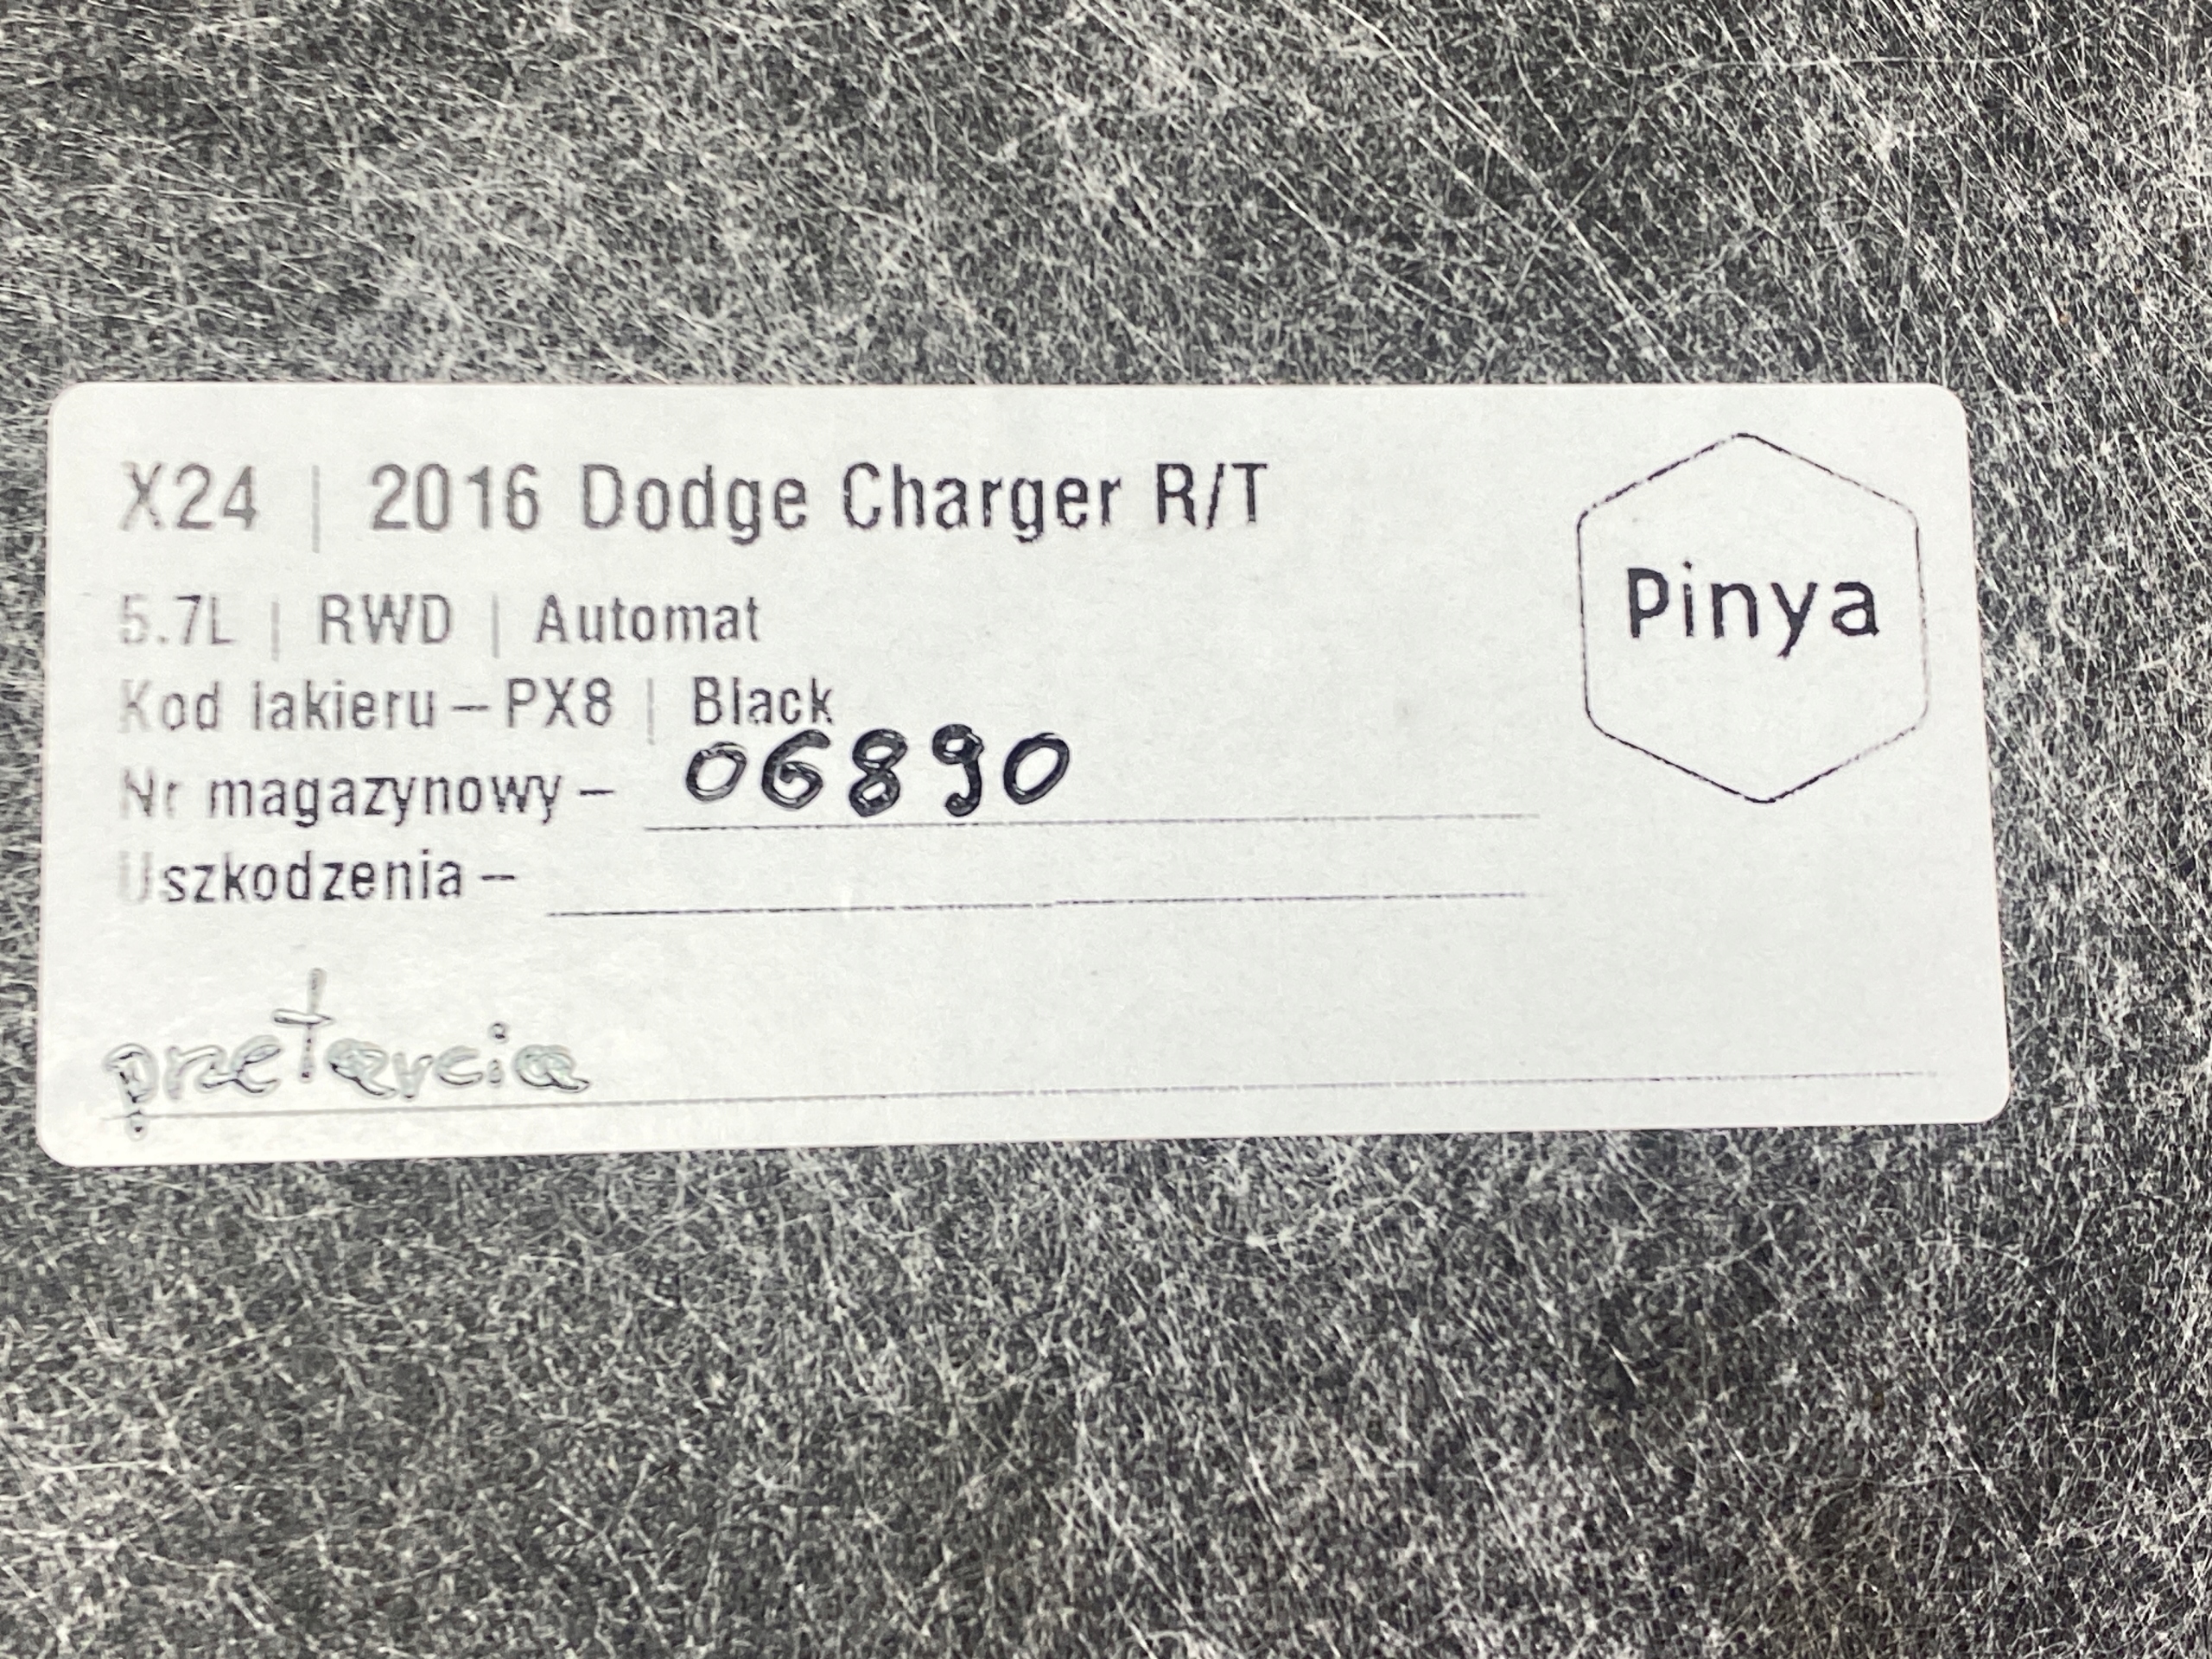 X24 | 2016 Dodge Charger R/T
Pinya
5.7L | RWD | Automat
Kod lakieru – PX8 | Black
Nr magazynowy – 06890
Uszkodzenia –
przetarcia